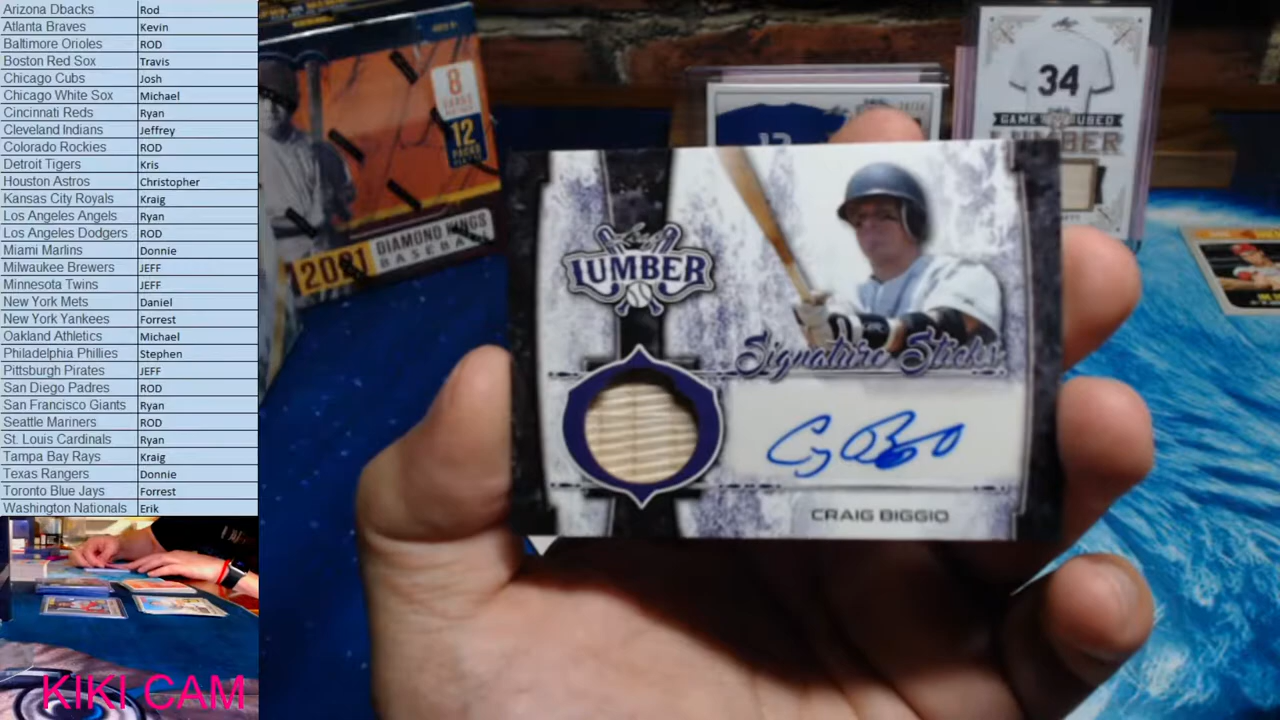 Arizona Dbacks Rod
Atlanta Braves Kevin
Baltimore Orioles ROD
Boston Red Sox Travis
Chicago Cubs Josh
Chicago White Sox Michael
Cincinnati Reds Ryan
Cleveland Indians Jeffrey
Colorado Rockies ROD
Detroit Tigers Kris
Houston Astros Christopher
Kansas City Royals Kraig
Los Angeles Angels Ryan
Los Angeles Dodgers ROD
Miami Marlins Donnie
Milwaukee Brewers JEFF
Minnesota Twins JEFF
New York Mets Daniel
New York Yankees Forrest
Oakland Athletics Michael
Philadelphia Phillies Stephen
Pittsburgh Pirates JEFF
San Diego Padres ROD
San Francisco Giants Ryan
Seattle Mariners ROD
St. Louis Cardinals Ryan
Tampa Bay Rays Kraig
Texas Rangers Donnie
Toronto Blue Jays Forrest
Washington Nationals Erik
KIKI CAM
8
CARDS
12
PACKS
2021 DIAMOND KINGS
BASEBALL
34
LUMBER
Leaf
LUMBER
Signature Sticks
CRAIG BIGGIO